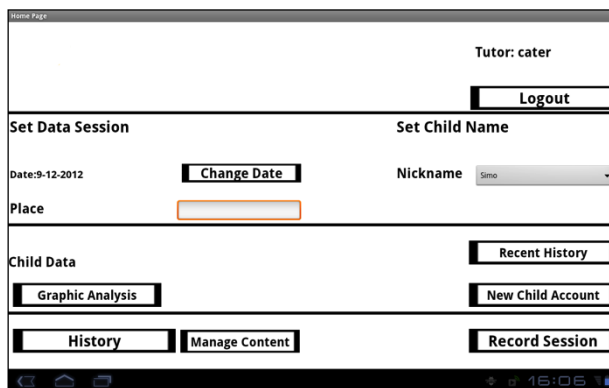 Home Page
Tutor: cater
Logout
Set Data Session
Set Child Name
Date:9-12-2012
Change Date
Nickname
Simo
Place
Child Data
Recent History
Graphic Analysis
New Child Account
History
Manage Content
Record Session
16:06